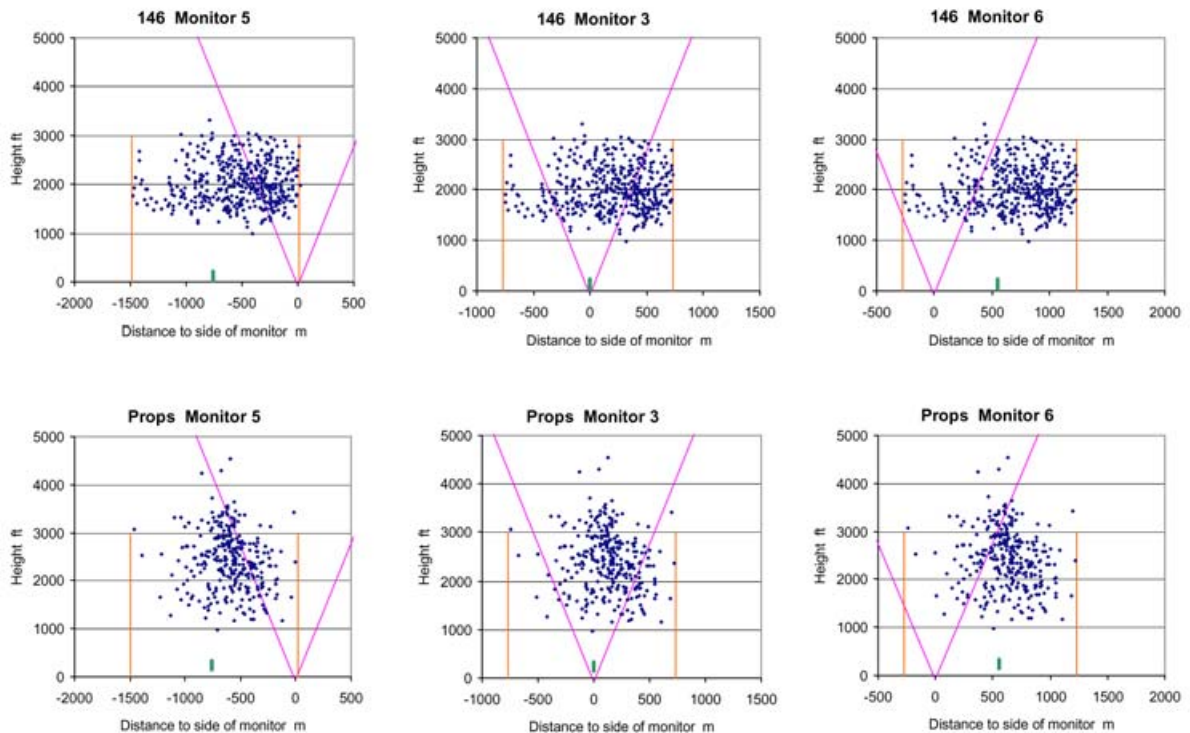 146 Monitor 5
5000
4000
3000
2000
1000
0
Height ft
-2000 -1500 -1000 -500 0 500
Distance to side of monitor m
146 Monitor 3
5000
4000
3000
2000
1000
0
Height ft
-1000 -500 0 500 1000 1500
Distance to side of monitor m
146 Monitor 6
5000
4000
3000
2000
1000
0
Height ft
-500 0 500 1000 1500 2000
Distance to side of monitor m
Props Monitor 5
5000
4000
3000
2000
1000
0
Height ft
-2000 -1500 -1000 -500 0 500
Distance to side of monitor m
Props Monitor 3
5000
4000
3000
2000
1000
0
Height ft
-1000 -500 0 500 1000 1500
Distance to side of monitor m
Props Monitor 6
5000
4000
3000
2000
1000
0
Height ft
-500 0 500 1000 1500 2000
Distance to side of monitor m